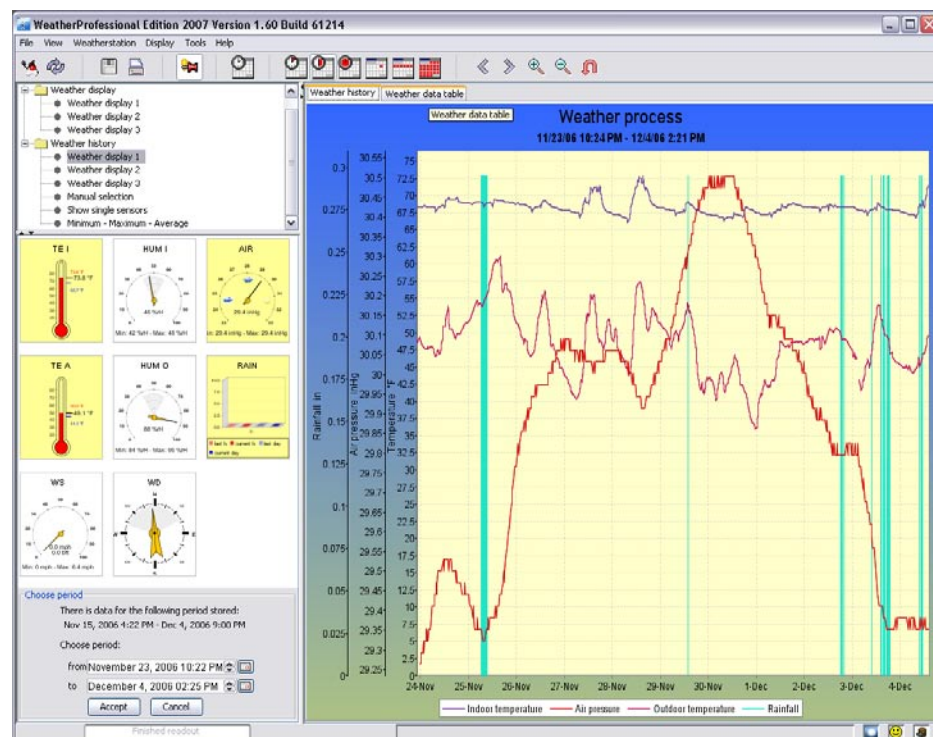 WeatherProfessional Edition 2007 Version 1.60 Build 61214
File View Weatherstation Display Tools Help
Weather display
Weather display 1
Weather display 2
Weather display 3
Weather history
Weather display 1
Weather display 2
Weather display 3
Manual selection
Show single sensors
Minimum - Maximum - Average
TE I
HUM I
AIR
Min: 42 %H - Max: 45 %H
29.4 inHg
TE A
HUM O
RAIN
88 %H
current day
WS
WD
0.0 mph
Choose period
There is data for the following period stored:
Nov 15, 2006 4:22 PM - Dec 4, 2006 9:00 PM
Choose period:
from November 23, 2006 10:22 PM
to December 4, 2006 02:25 PM
Accept Cancel
Finished readout
Weather history Weather data table
Weather data table
Weather process
11/23/06 10:24 PM - 12/4/06 2:21 PM
Rainfall in
0.3
0.275
0.25
0.225
0.2
0.175
0.15
0.125
0.1
0.075
0.05
0.025
0
Air pressure inHg
30.55
30.5
30.45
30.4
30.35
30.3
30.25
30.2
30.15
30.1
30.05
30
29.95
29.9
29.85
29.8
29.75
29.7
29.65
29.6
29.55
29.5
29.45
29.4
29.35
29.3
29.25
Temperature °F
75
72.5
70
67.5
65
62.5
60
57.5
55
52.5
50
47.5
45
42.5
40
37.5
35
32.5
30
27.5
25
22.5
20
17.5
15
12.5
10
7.5
5
2.5
0
24-Nov 25-Nov 26-Nov 27-Nov 28-Nov 29-Nov 30-Nov 1-Dec 2-Dec 3-Dec 4-Dec
Indoor temperature Air pressure Outdoor temperature Rainfall